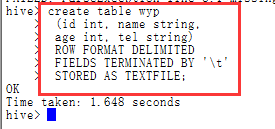 hive> create table wyp
(id int, name string,
age int, tel string)
ROW FORMAT DELIMITED
FIELDS TERMINATED BY '\t'
STORED AS TEXTFILE;
OK
Time taken: 1.648 seconds
hive>